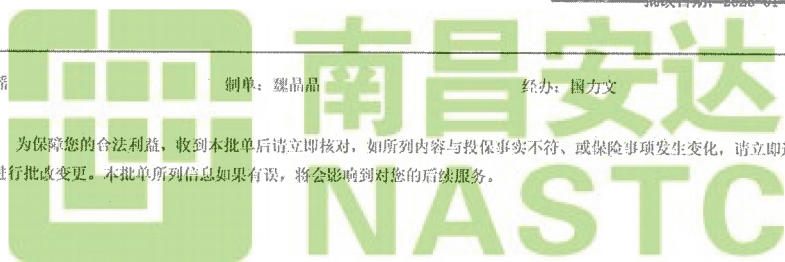 制单：魏晶晶 经办：国力文
为保障您的合法利益，收到本批单后请立即核对，如所列内容与投保事实不符、或保险事项发生变化，请立即
进行批改变更。本批单所列信息如果有误，将会影响到对您的后续服务。
南昌安达
NASTC